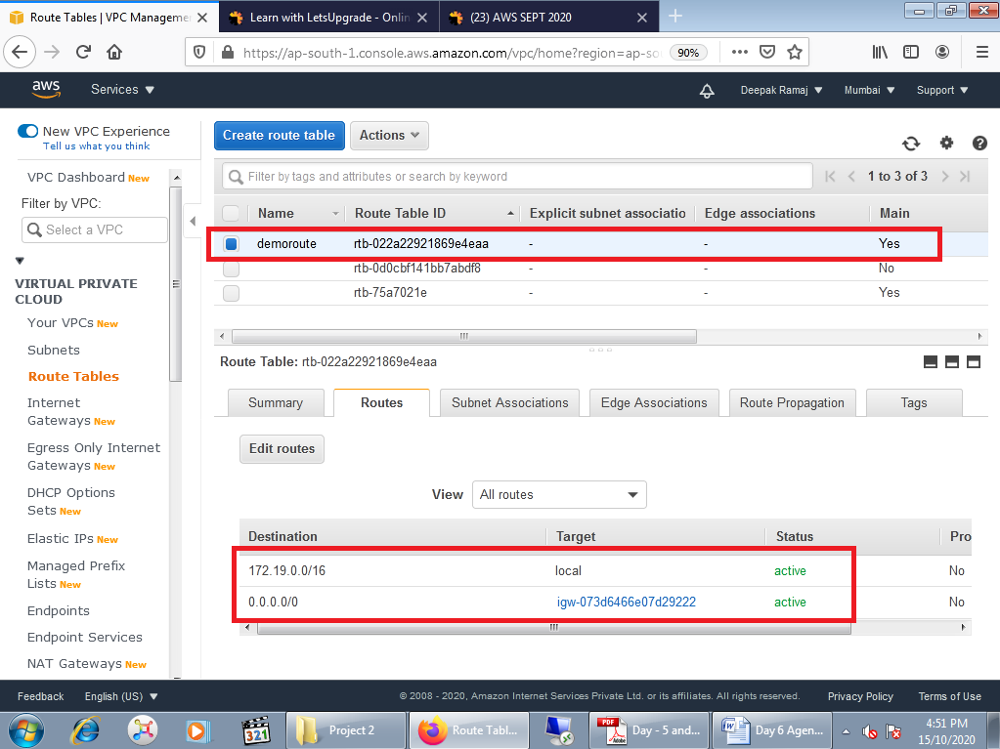 Route Tables | VPC Manageme
Learn with LetsUpgrade - Onlin
(23) AWS SEPT 2020
https://ap-south-1.console.aws.amazon.com/vpc/home?region=ap-so
90%
aws
Services
Deepak Ramaj
Mumbai
Support
New VPC Experience
Tell us what you think
Create route table
Actions
VPC Dashboard New
Filter by VPC:
Select a VPC
VIRTUAL PRIVATE
CLOUD
Your VPCs New
Subnets
Route Tables
Internet
Gateways New
Egress Only Internet
Gateways New
DHCP Options
Sets New
Elastic IPs New
Managed Prefix
Lists New
Endpoints
Endpoint Services
NAT Gateways New
Filter by tags and attributes or search by keyword
1 to 3 of 3
Name Route Table ID Explicit subnet associatio Edge associations Main
demoroute rtb-022a22921869e4eaa - - Yes
rtb-0d0cbf141bb7abdf8 - - No
rtb-75a7021e - - Yes
Route Table: rtb-022a22921869e4eaa
Summary Routes Subnet Associations Edge Associations Route Propagation Tags
Edit routes
View All routes
Destination Target Status Pro
172.19.0.0/16 local active No
0.0.0.0/0 igw-073d6466e07d29222 active No
Feedback English (US) © 2008 - 2020, Amazon Internet Services Private Ltd. or its affiliates. All rights reserved. Privacy Policy Terms of Use
321
Project 2
Route Tabl...
PDF
Adobe
Day - 5 and...
Day 6 Agen...
4:51 PM
15/10/2020